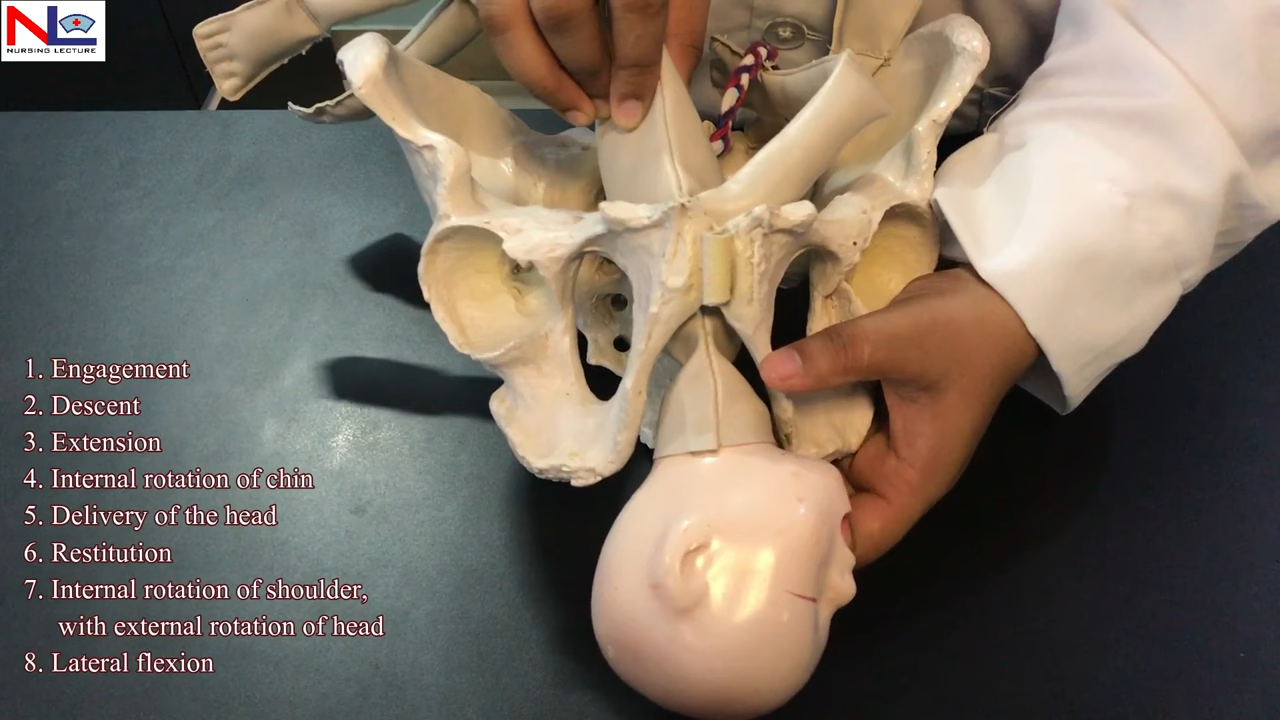 NL
NURSING LECTURE
1. Engagement
2. Descent
3. Extension
4. Internal rotation of chin
5. Delivery of the head
6. Restitution
7. Internal rotation of shoulder,
with external rotation of head
8. Lateral flexion